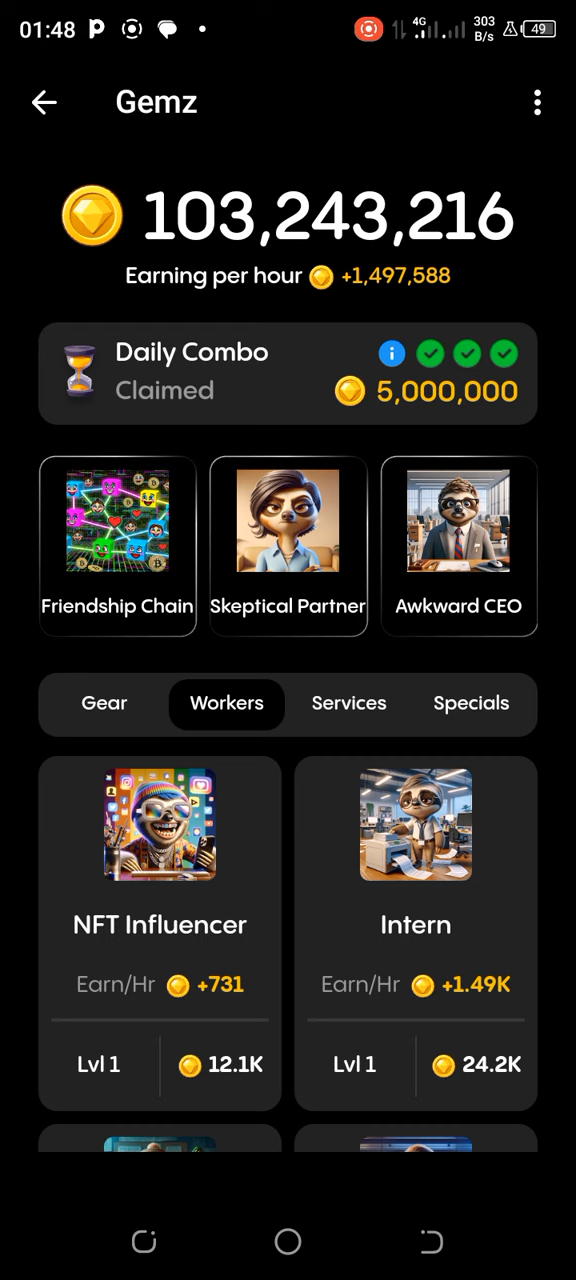 01:48
4G
303
B/s
49
Gemz
103,243,216
Earning per hour +1,497,588
Daily Combo
Claimed
5,000,000
Friendship Chain
Skeptical Partner
Awkward CEO
Gear
Workers
Services
Specials
NFT Influencer
Earn/Hr +731
Lvl 1
12.1K
Intern
Earn/Hr +1.49K
Lvl 1
24.2K